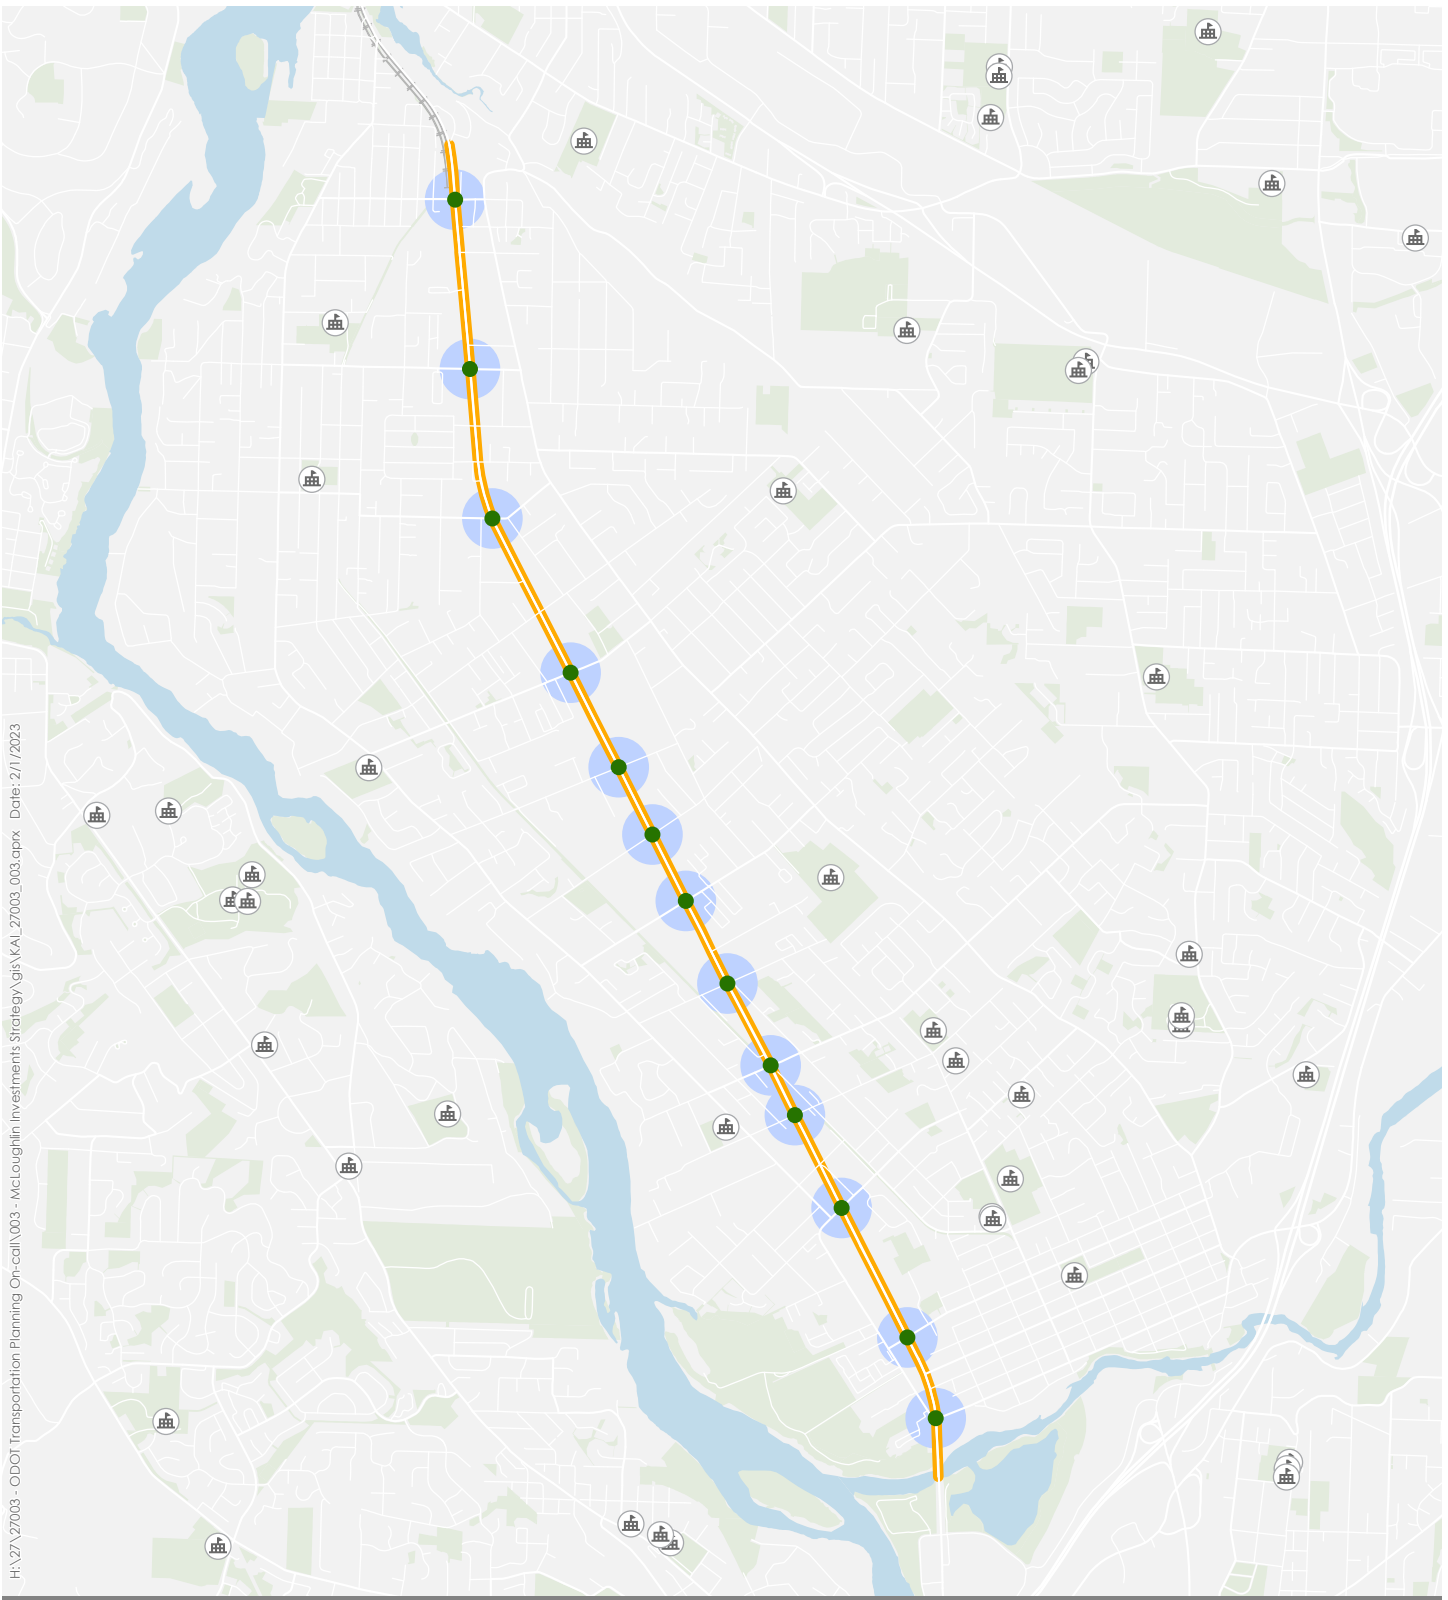 H:\27\27003 - ODOT Transportation Planning On-call\003 - McLoughlin Investments Strategy\gis\KAI_27003_003.aprx Date: 2/1/2023